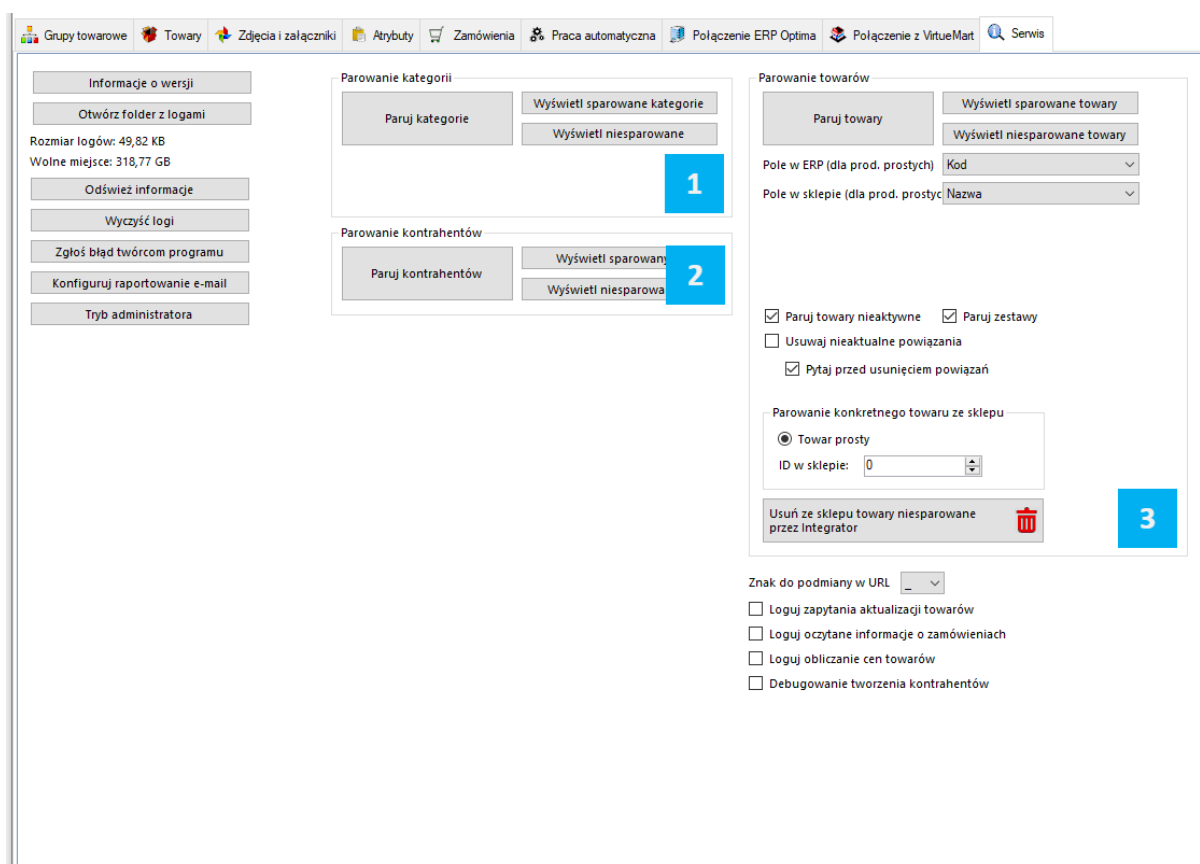 Grupy towarowe Towary Zdjęcia i załączniki Atrybuty Zamówienia Praca automatyczna Połączenie ERP Optima Połączenie z VirtueMart Serwis
Informacje o wersji
Otwórz folder z logami
Rozmiar logów: 49,82 KB
Wolne miejsce: 318,77 GB
Odśwież informacje
Wyczyść logi
Zgłoś błąd twórcom programu
Konfiguruj raportowanie e-mail
Tryb administratora
Parowanie kategorii
Paruj kategorie
Wyświetl sparowane kategorie
Wyświetl niesparowane
1
Parowanie kontrahentów
Paruj kontrahentów
Wyświetl sparowany
Wyświetl niesparowa
2
Parowanie towarów
Paruj towary
Wyświetl sparowane towary
Wyświetl niesparowane towary
Pole w ERP (dla prod. prostych) Kod
Pole w sklepie (dla prod. prostyc Nazwa
Paruj towary nieaktywne Paruj zestawy
Usuwaj nieaktualne powiązania
Pytaj przed usunięciem powiązań
Parowanie konkretnego towaru ze sklepu
Towar prosty
ID w sklepie: 0
Usuń ze sklepu towary niesparowane
przez Integrator
3
Znak do podmiany w URL _
Loguj zapytania aktualizacji towarów
Loguj oczytane informacje o zamówieniach
Loguj obliczanie cen towarów
Debugowanie tworzenia kontrahentów